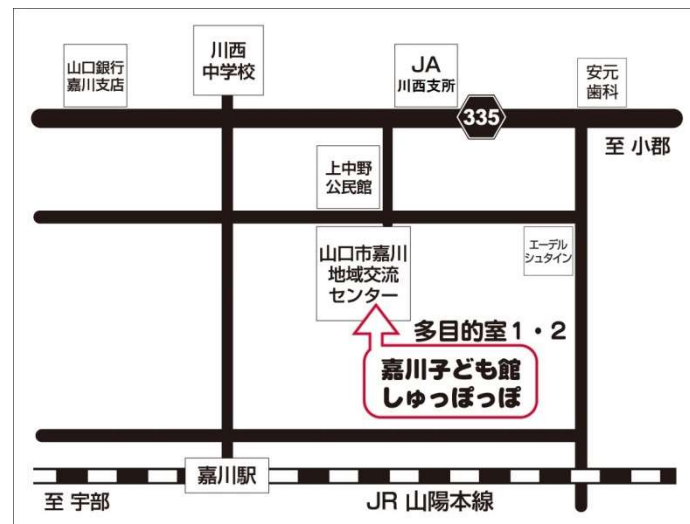 山口銀行
嘉川支店
川西
中学校
JA
川西支所
安元
歯科
335
至 小郡
上中野
公民館
山口市嘉川
地域交流
センター
エーデル
シュタイン
多目的室1・2
嘉川子ども館
しゅっぽっぽ
嘉川駅
至 宇部
JR 山陽本線